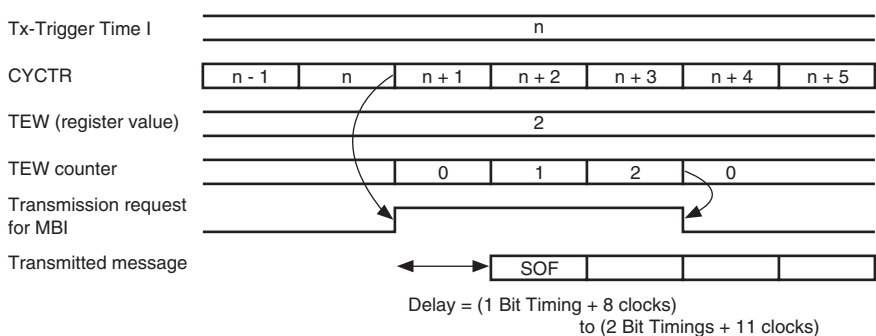 Tx-Trigger Time I n
CYCTR n - 1 n n + 1 n + 2 n + 3 n + 4 n + 5
TEW (register value) 2
TEW counter 0 1 2 0
Transmission request
for MBI
Transmitted message SOF
Delay = (1 Bit Timing + 8 clocks)
to (2 Bit Timings + 11 clocks)